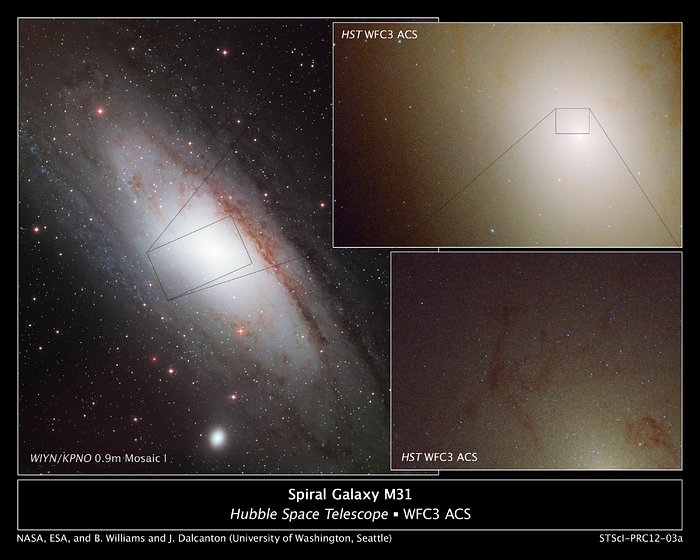 HST WFC3 ACS
WIYN/KPNO 0.9m Mosaic I
HST WFC3 ACS
Spiral Galaxy M31
Hubble Space Telescope ▪ WFC3 ACS
NASA, ESA, and B. Williams and J. Dalcanton (University of Washington, Seattle)
STScI-PRC12-03a